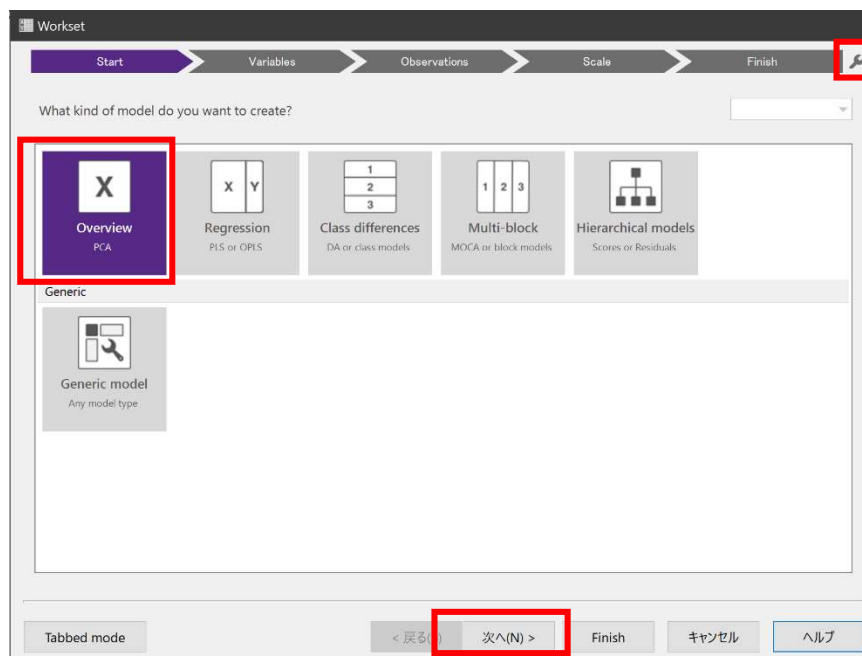 Workset
Start Variables Observations Scale Finish
What kind of model do you want to create?
X X Y 1 2 3 1 2 3
Overview Regression Class differences Multi-block Hierarchical models
PCA PLS or OPLS DA or class models MOCA or block models Scores or Residuals
Generic
Generic model
Any model type
Tabbed mode < 戻る( ) 次へ(N) > Finish キャンセル ヘルプ